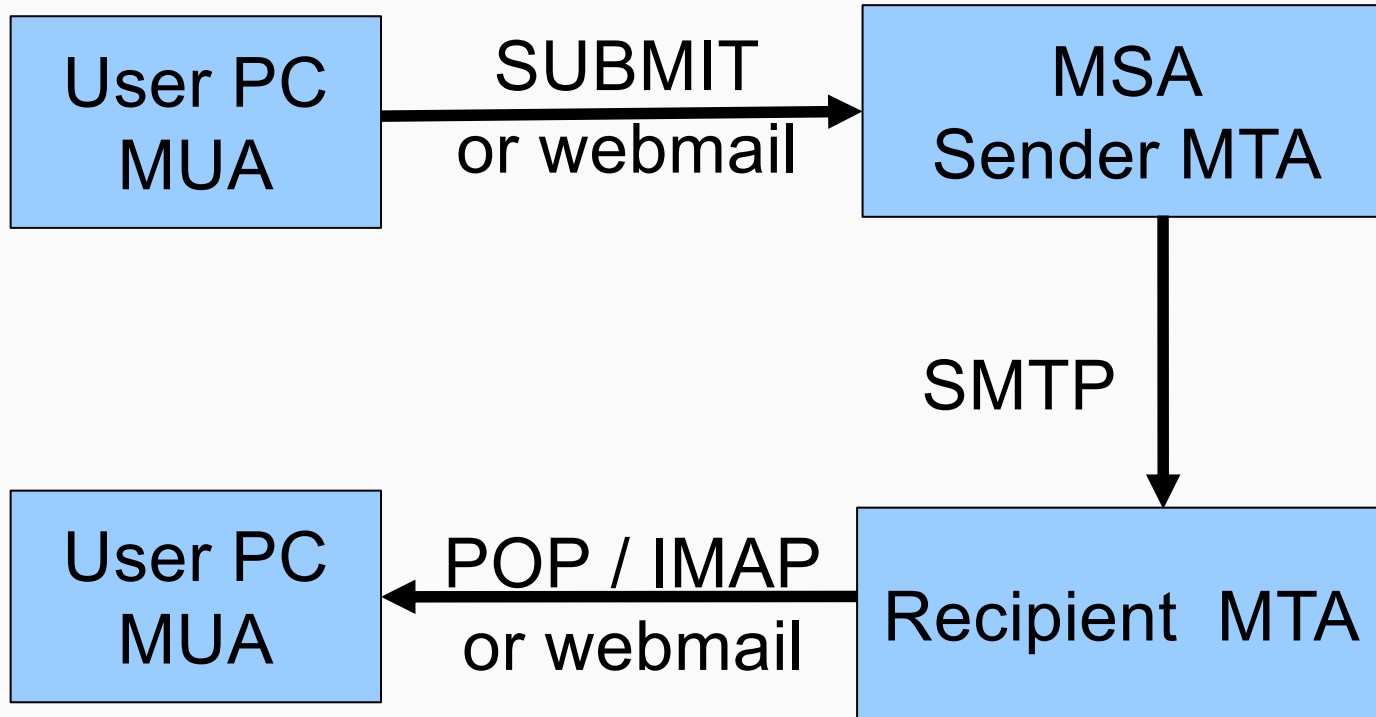 User PC
MUA
SUBMIT
or webmail
MSA
Sender MTA
SMTP
User PC
MUA
POP / IMAP
or webmail
Recipient MTA